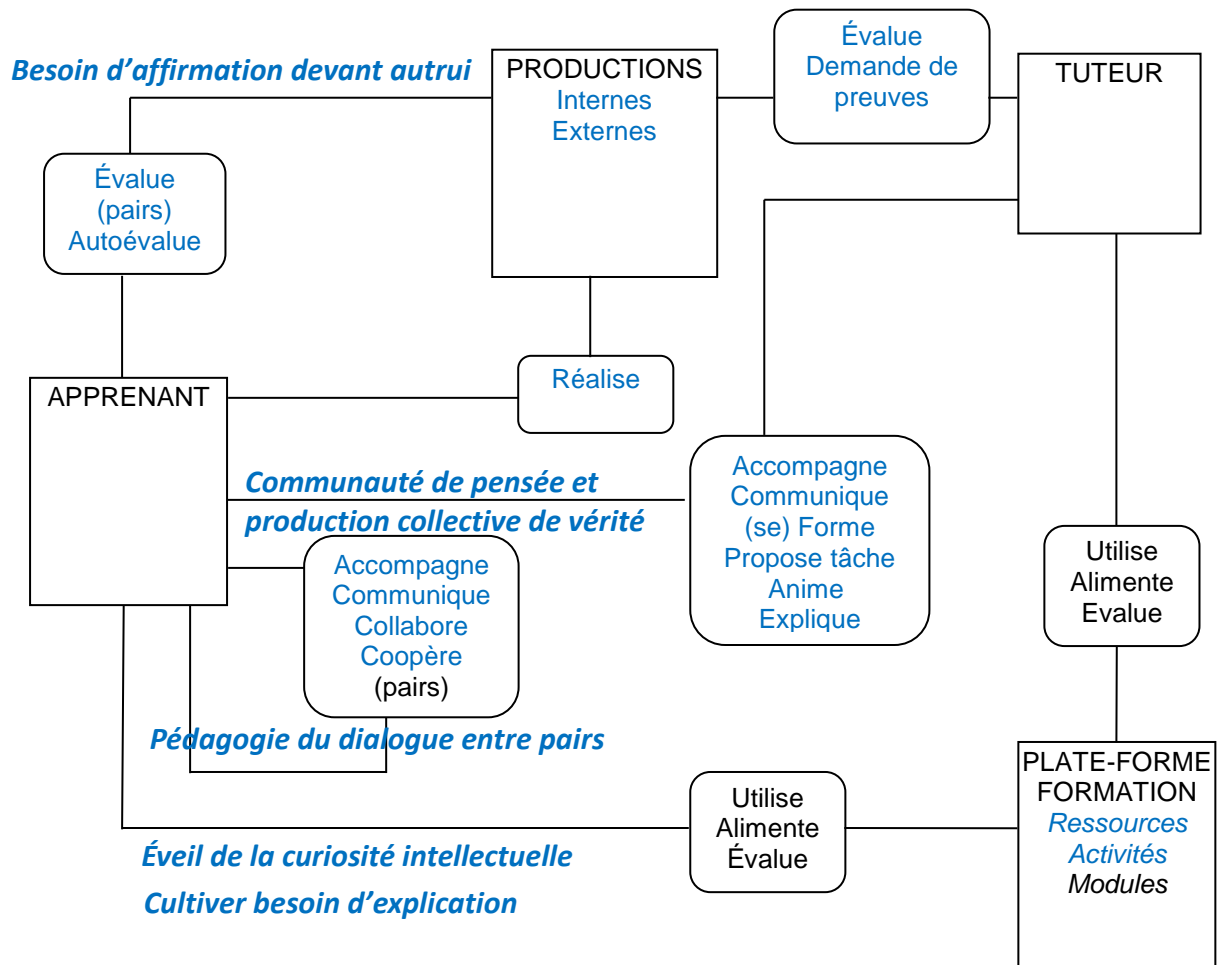 Besoin d’affirmation devant autrui
PRODUCTIONS
Internes
Externes
Évalue
Demande de
preuves
TUTEUR
Évalue
(pairs)
Autoévalue
Réalise
APPRENANT
Communauté de pensée et
production collective de vérité
Accompagne
Communique
(se) Forme
Propose tâche
Anime
Explique
Accompagne
Communique
Collabore
Coopère
(pairs)
Utilise
Alimente
Evalue
Pédagogie du dialogue entre pairs
PLATE-FORME
FORMATION
Ressources
Activités
Modules
Utilise
Alimente
Évalue
Éveil de la curiosité intellectuelle
Cultiver besoin d’explication